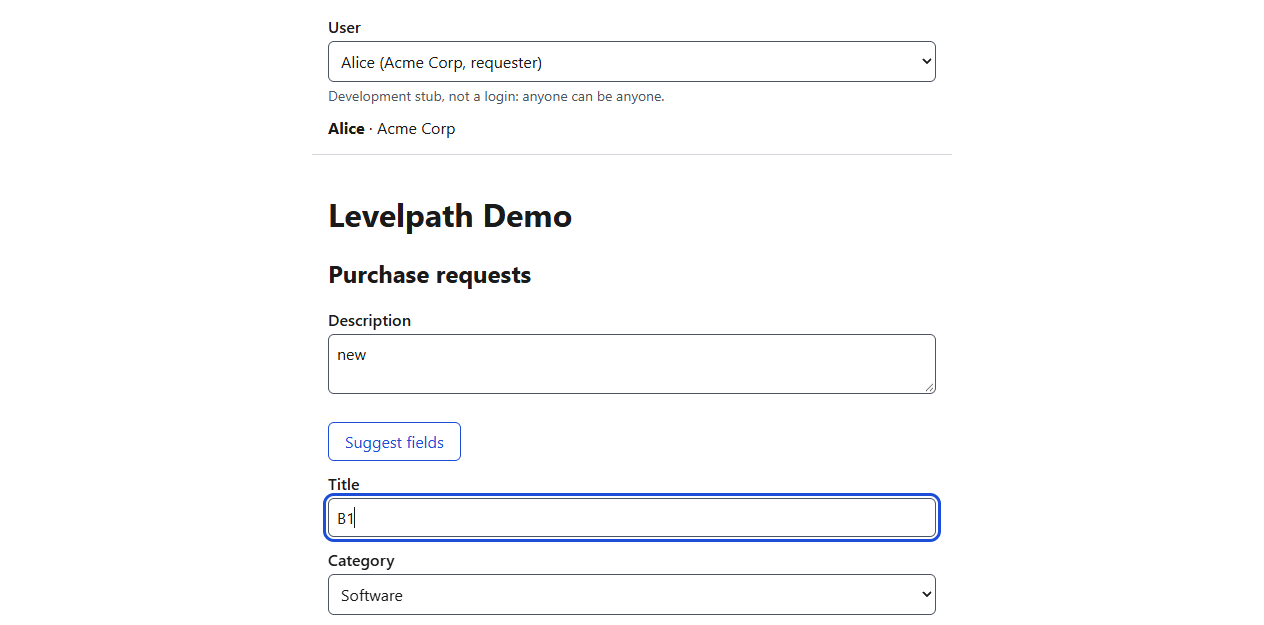 User
Alice (Acme Corp, requester)
Development stub, not a login: anyone can be anyone.
Alice · Acme Corp
Levelpath Demo
Purchase requests
Description
new
Suggest fields
Title
B1
Category
Software